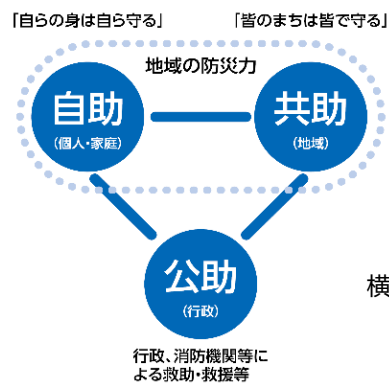 「自らの身は自ら守る」 「皆のまちは皆で守る」
地域の防災力
自助 共助
(個人・家庭) (地域)
公助
(行政)
横
行政、消防機関等に
よる救助・救援等